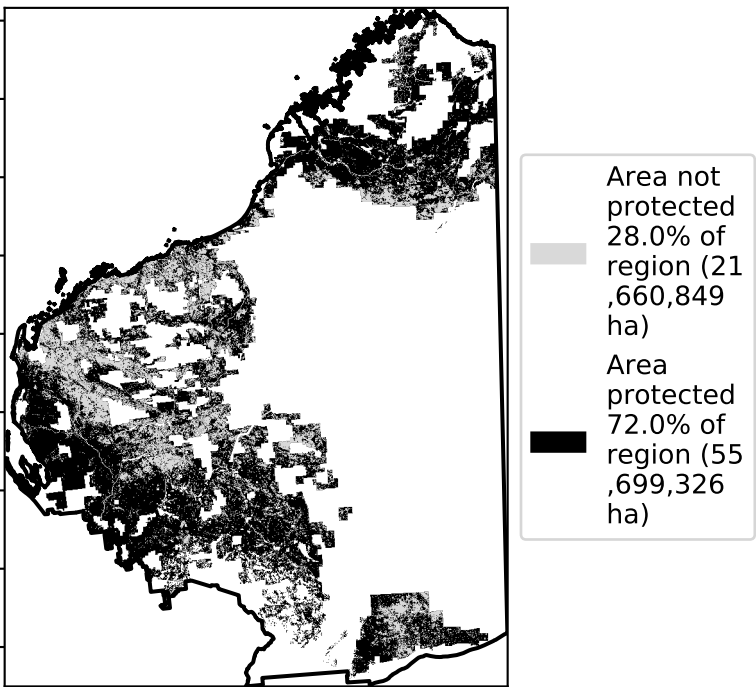 Area not
protected
28.0% of
region (21
,660,849
ha)
Area
protected
72.0% of
region (55
,699,326
ha)